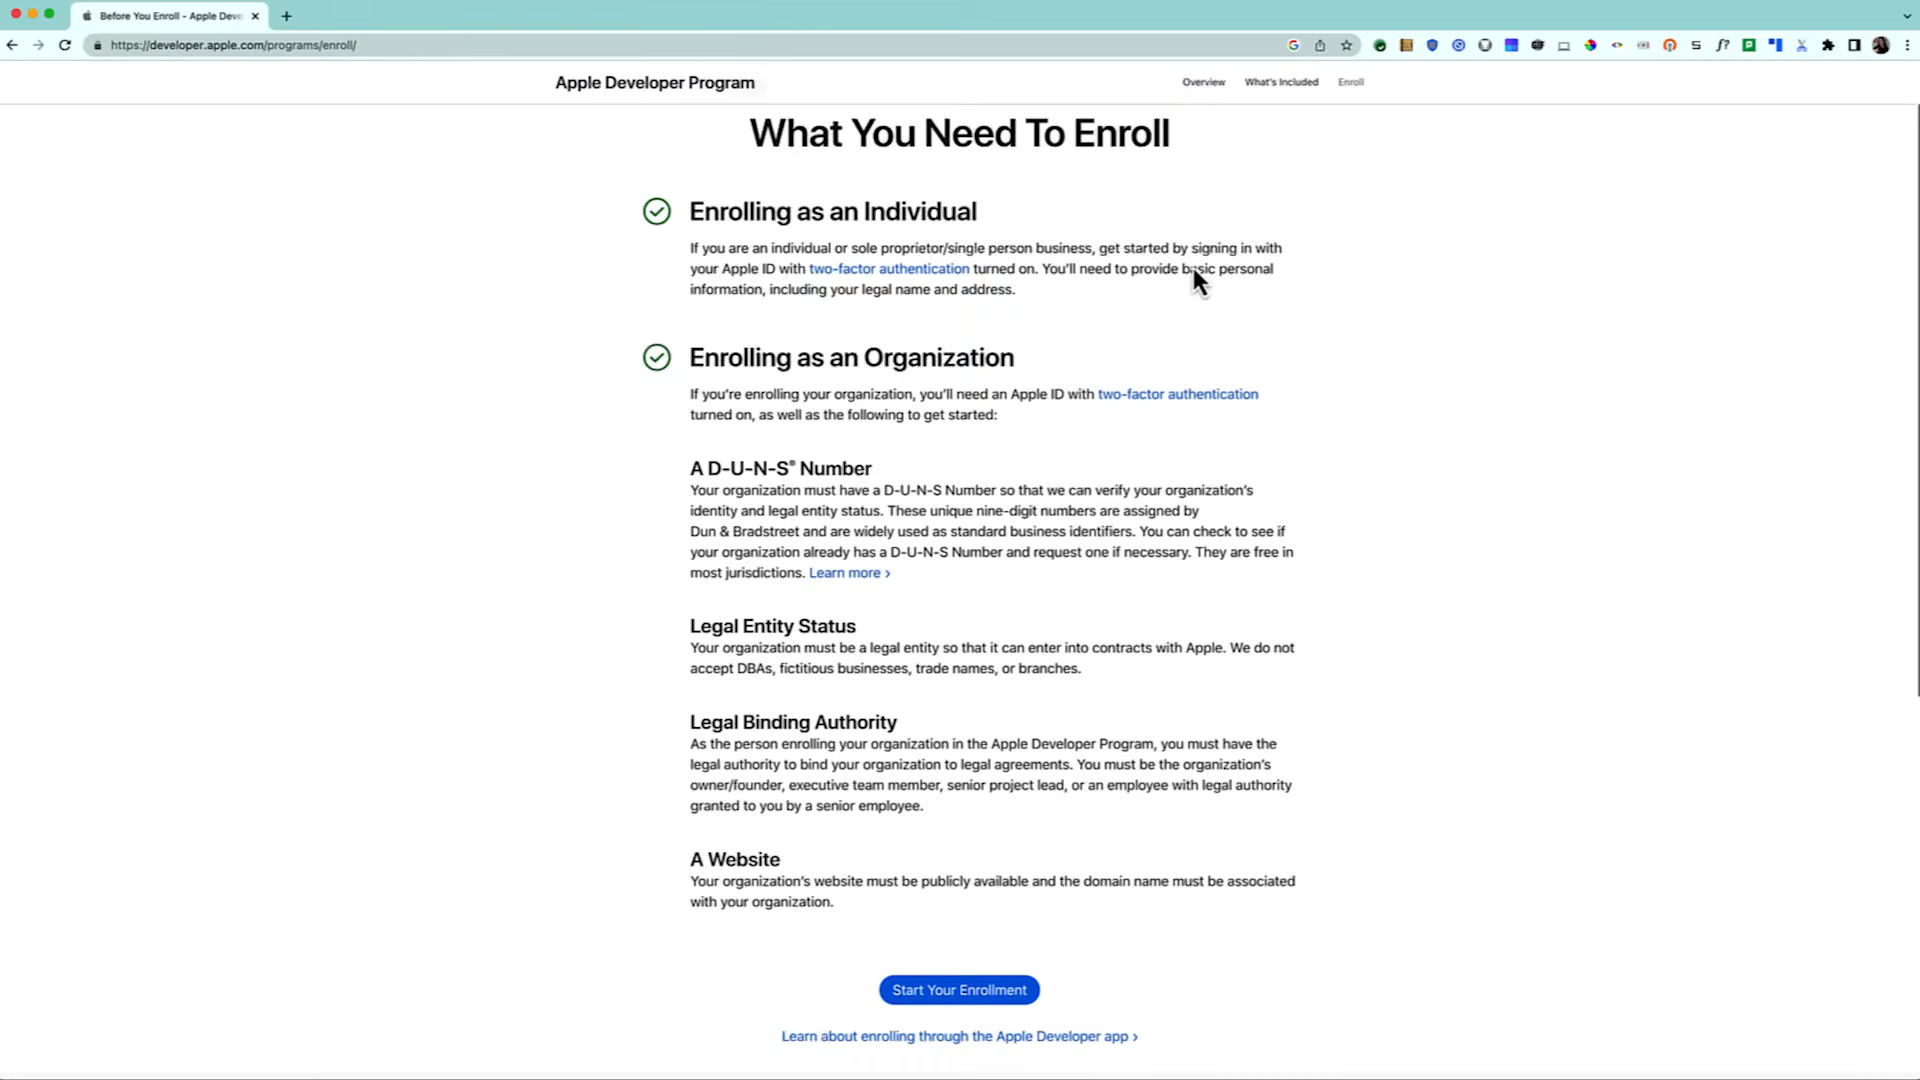 Before You Enroll - Apple Deve
https://developer.apple.com/programs/enroll/
Apple Developer Program
Overview
What's Included
Enroll
What You Need To Enroll
Enrolling as an Individual
If you are an individual or sole proprietor/single person business, get started by signing in with
your Apple ID with two-factor authentication turned on. You'll need to provide basic personal
information, including your legal name and address.
Enrolling as an Organization
If you're enrolling your organization, you'll need an Apple ID with two-factor authentication
turned on, as well as the following to get started:
A D-U-N-S® Number
Your organization must have a D-U-N-S Number so that we can verify your organization's
identity and legal entity status. These unique nine-digit numbers are assigned by
Dun & Bradstreet and are widely used as standard business identifiers. You can check to see if
your organization already has a D-U-N-S Number and request one if necessary. They are free in
most jurisdictions. Learn more ›
Legal Entity Status
Your organization must be a legal entity so that it can enter into contracts with Apple. We do not
accept DBAs, fictitious businesses, trade names, or branches.
Legal Binding Authority
As the person enrolling your organization in the Apple Developer Program, you must have the
legal authority to bind your organization to legal agreements. You must be the organization's
owner/founder, executive team member, senior project lead, or an employee with legal authority
granted to you by a senior employee.
A Website
Your organization's website must be publicly available and the domain name must be associated
with your organization.
Start Your Enrollment
Learn about enrolling through the Apple Developer app ›